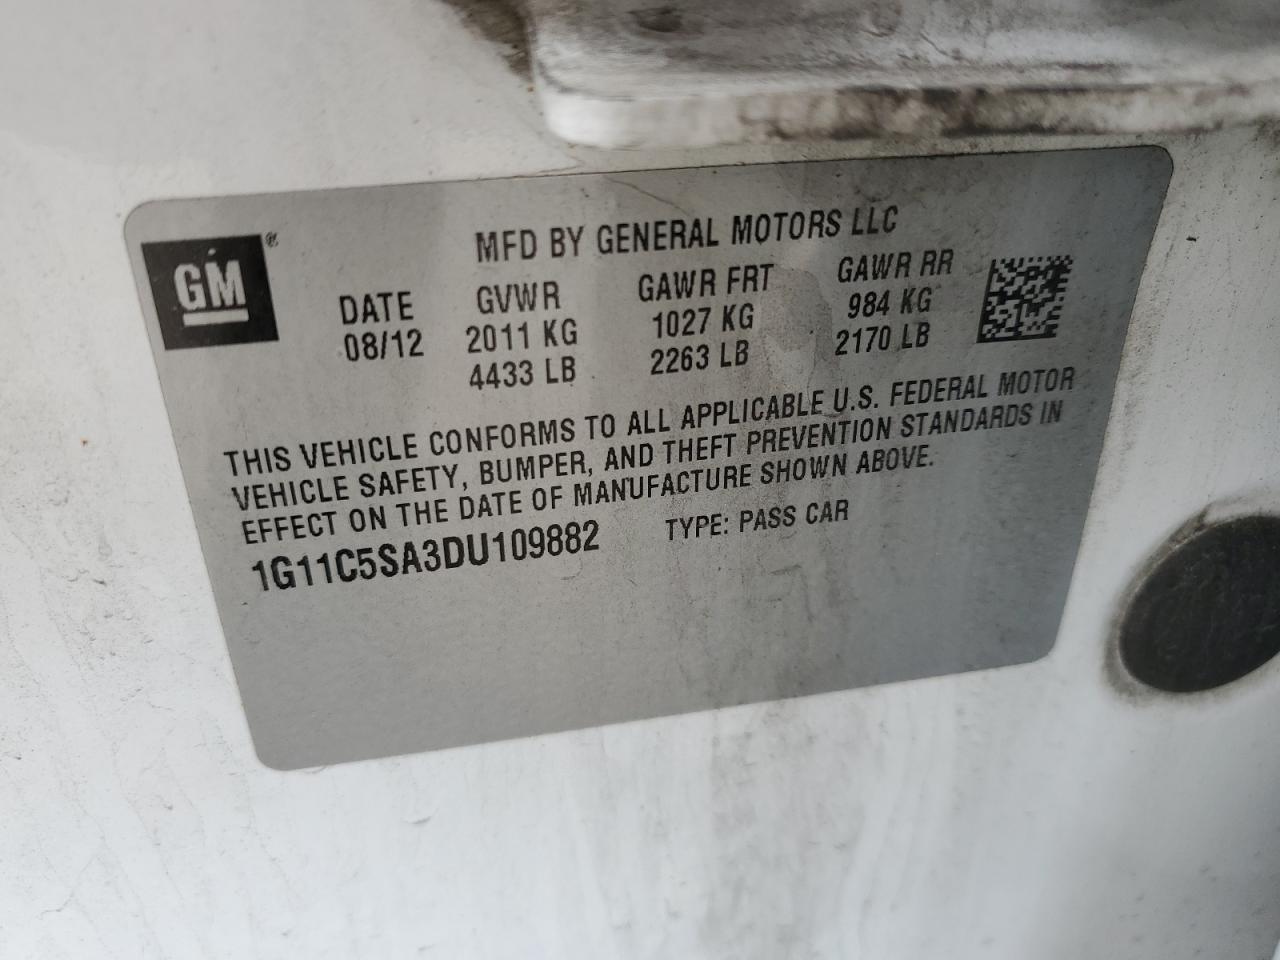 GM®
MFD BY GENERAL MOTORS LLC
DATE GVWR GAWR FRT GAWR RR
08/12 2011 KG 1027 KG 984 KG
4433 LB 2263 LB 2170 LB
THIS VEHICLE CONFORMS TO ALL APPLICABLE U.S. FEDERAL MOTOR
VEHICLE SAFETY, BUMPER, AND THEFT PREVENTION STANDARDS IN
EFFECT ON THE DATE OF MANUFACTURE SHOWN ABOVE.
1G11C5SA3DU109882 TYPE: PASS CAR